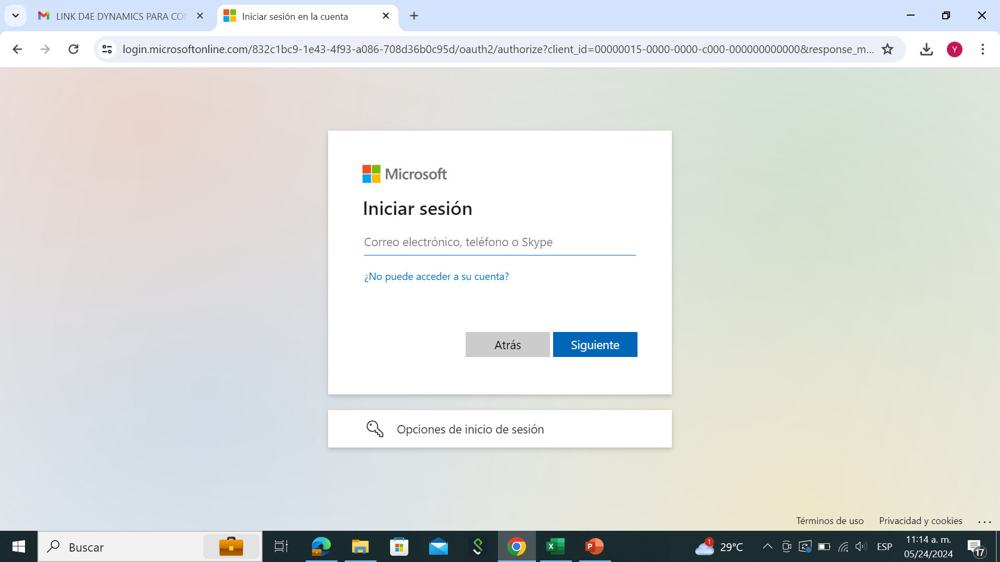 LINK D4E DYNAMICS PARA CO
Iniciar sesión en la cuenta
login.microsoftonline.com/832c1bc9-1e43-4f93-a086-708d36b0c95d/oauth2/authorize?client_id=00000015-0000-0000-c000-000000000000&response_m...
Y
Microsoft
Iniciar sesión
Correo electrónico, teléfono o Skype
¿No puede acceder a su cuenta?
Atrás
Siguiente
Opciones de inicio de sesión
Términos de uso
Privacidad y cookies
...
Buscar
1
29°C
ESP
11:14 a. m.
05/24/2024
17